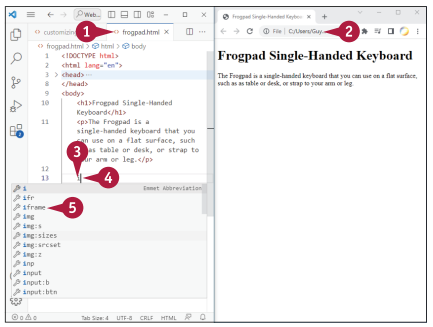 Web...
customizing
frogpad.html
frogpad.html > html > body
1 <!DOCTYPE html>
2 <html lang="en">
3 > <head>...
8 </head>
9 <body>
10 <h1>Frogpad Single-Handed
Keyboard</h1>
11 <p>The Frogpad is a
single-handed keyboard that you
can use on a flat surface, such
as table or desk, or strap to
your arm or leg.</p>
12
13 i
i Emmet Abbreviation
ifr
iframe
img
img:s
img:sizes
img:srcset
img:z
inp
input
input:b
input:btn
0 0 Tab Size: 4 UTF-8 CRLF HTML
Frogpad Single-Handed Keyboard
File C:/Users/Guy...
Frogpad Single-Handed Keyboard
The Frogpad is a single-handed keyboard that you can use on a flat surface,
such as as table or desk, or strap to your arm or leg.
1
2
3
4
5
2